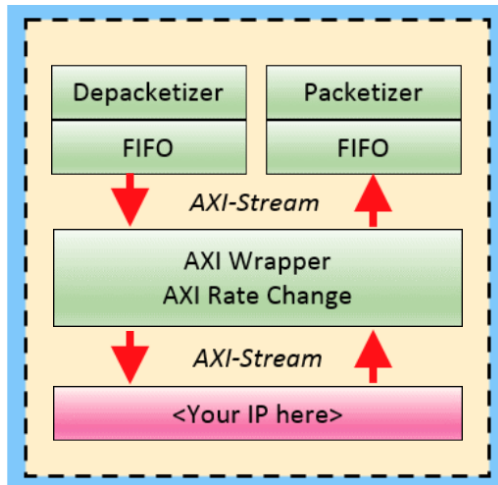 Depacketizer
Packetizer
FIFO
FIFO
AXI-Stream
AXI Wrapper
AXI Rate Change
AXI-Stream
<Your IP here>